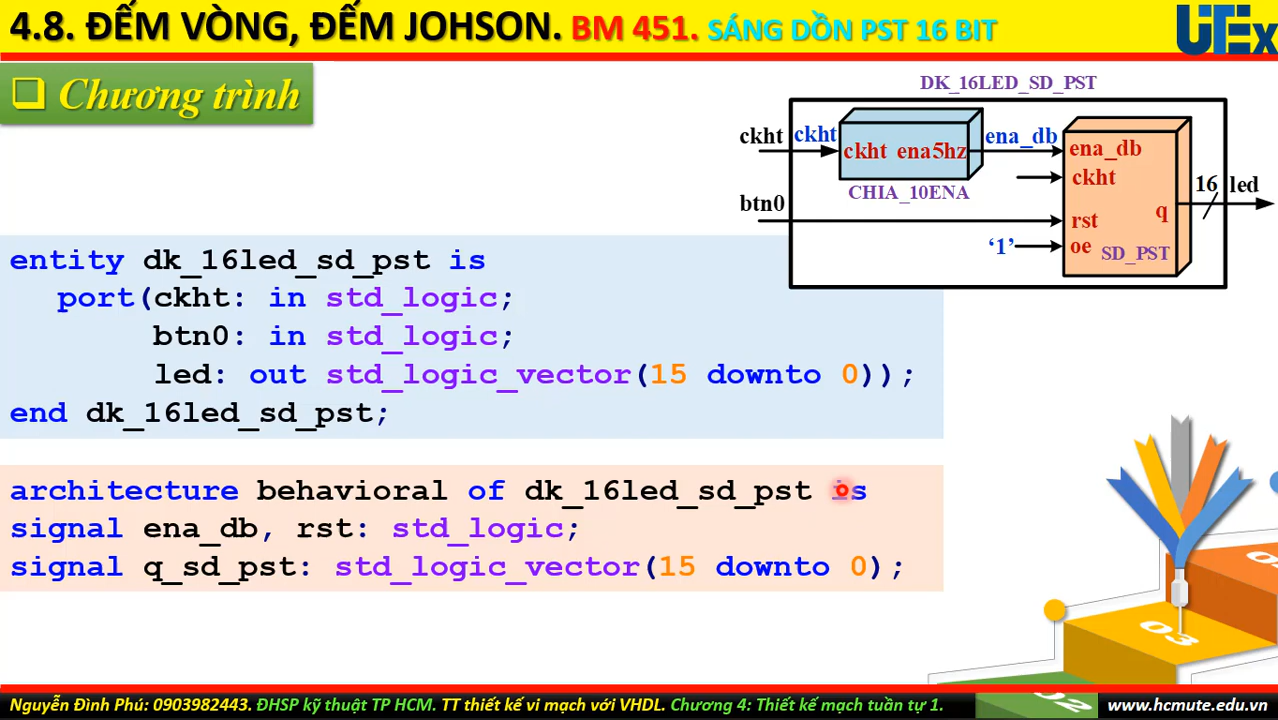 4.8. ĐẾM VÒNG, ĐẾM JOHSON. BM 451. SÁNG DỒN PST 16 BIT
UTEx
Chương trình
DK_16LED_SD_PST
ckht
ckht
ckht ena5hz
CHIA_10ENA
ena_db
ena_db
ckht
btn0
rst
q
16 led
'1'
oe
SD_PST
entity dk_16led_sd_pst is
port(ckht: in std_logic;
btn0: in std_logic;
led: out std_logic_vector(15 downto 0));
end dk_16led_sd_pst;
architecture behavioral of dk_16led_sd_pst is
signal ena_db, rst: std_logic;
signal q_sd_pst: std_logic_vector(15 downto 0);
03
Nguyễn Đình Phú: 0903982443. ĐHSP kỹ thuật TP HCM. TT thiết kế vi mạch với VHDL. Chương 4: Thiết kế mạch tuần tự 1.
www.hcmute.edu.vn